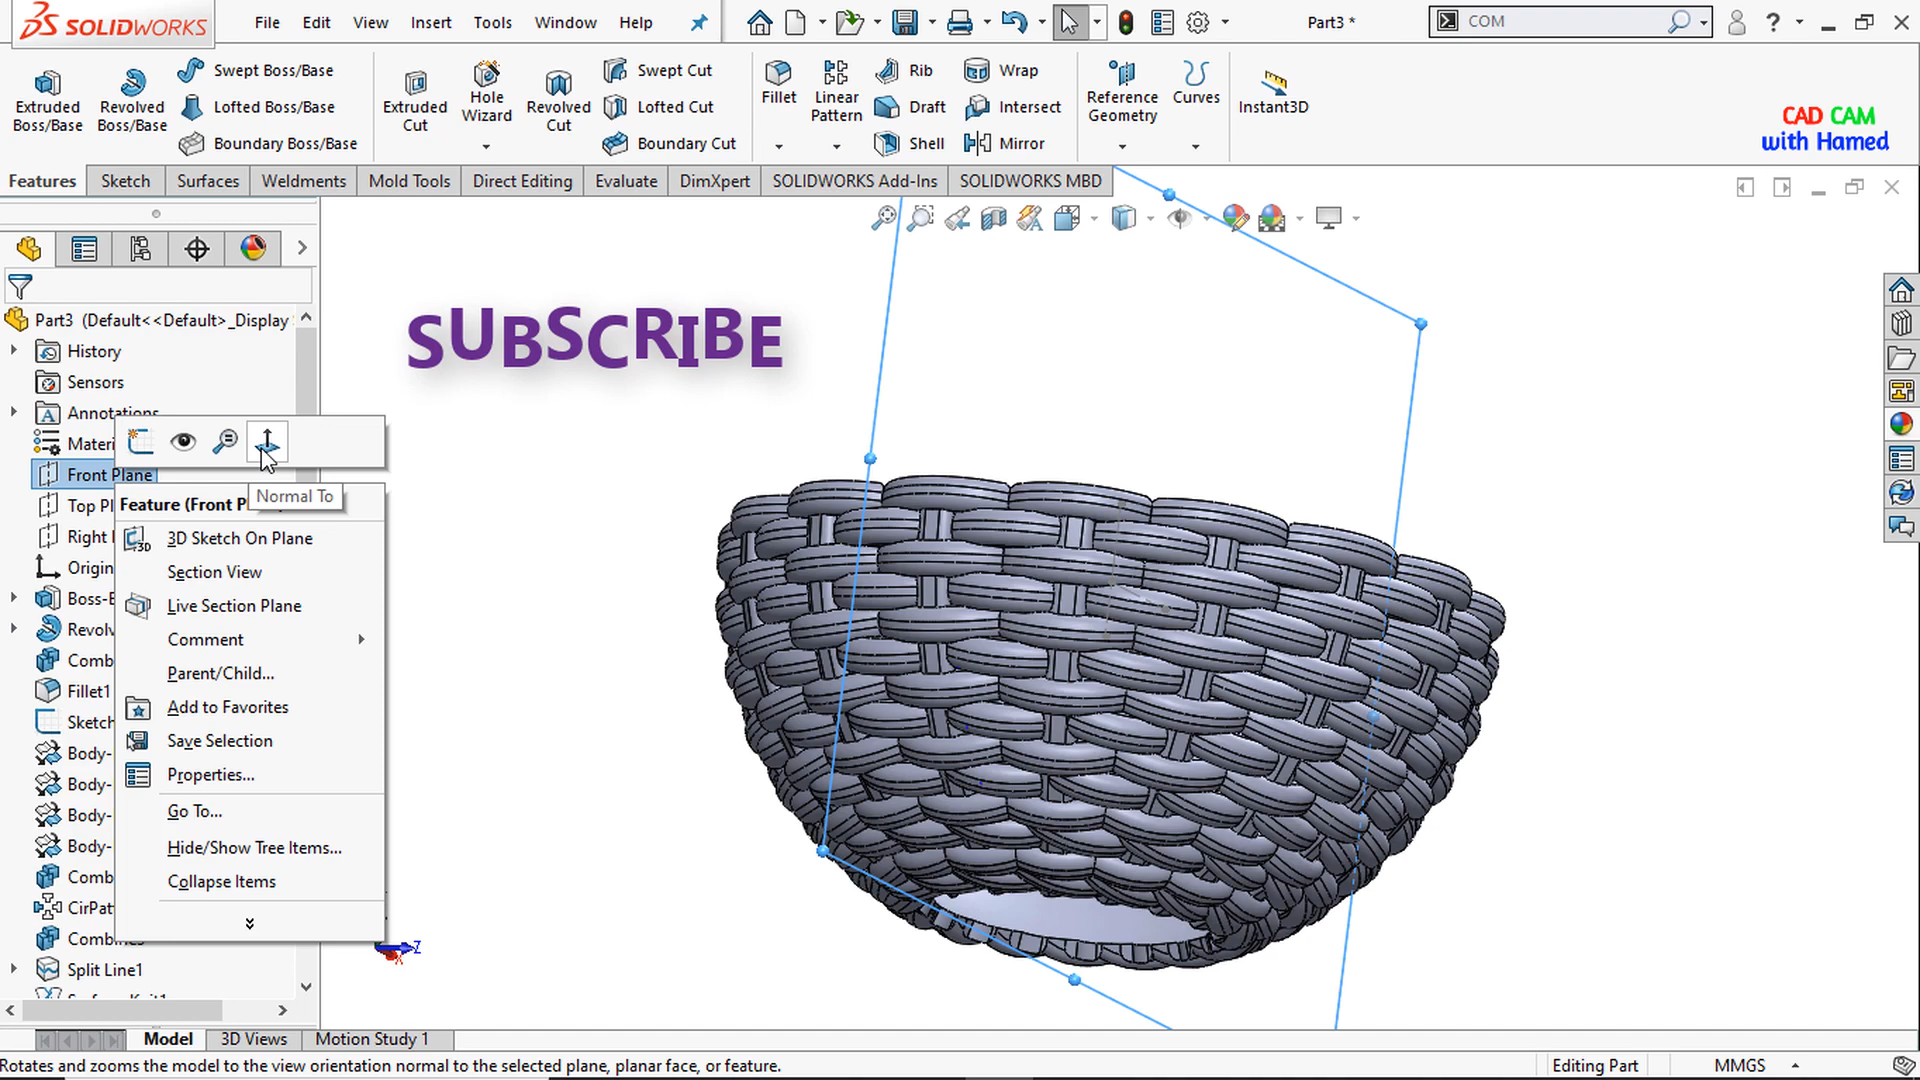 SOLIDWORKS
File Edit View Insert Tools Window Help
Part3 *
COM
Extruded Boss/Base
Revolved Boss/Base
Swept Boss/Base
Lofted Boss/Base
Boundary Boss/Base
Extruded Cut
Hole Wizard
Revolved Cut
Swept Cut
Lofted Cut
Boundary Cut
Fillet
Linear Pattern
Rib
Draft
Shell
Wrap
Intersect
Mirror
Reference Geometry
Curves
Instant3D
CAD CAM
with Hamed
Features Sketch Surfaces Weldments Mold Tools Direct Editing Evaluate DimXpert SOLIDWORKS Add-Ins SOLIDWORKS MBD
SUBSCRIBE
Part3 (Default<<Default>_Display
History
Sensors
Annotations
Materi
Front Plane
Top Pl
Right
Origin
Boss-E
Revolv
Comb
Fillet1
Sketch
Body-
Body-
Body-
Body-
Comb
CirPat
Combine
Split Line1
Normal To
Feature (Front P
3D Sketch On Plane
Section View
Live Section Plane
Comment
Parent/Child...
Add to Favorites
Save Selection
Properties...
Go To...
Hide/Show Tree Items...
Collapse Items
Z
X
Model 3D Views Motion Study 1
Rotates and zooms the model to the view orientation normal to the selected plane, planar face, or feature.
Editing Part
MMGS